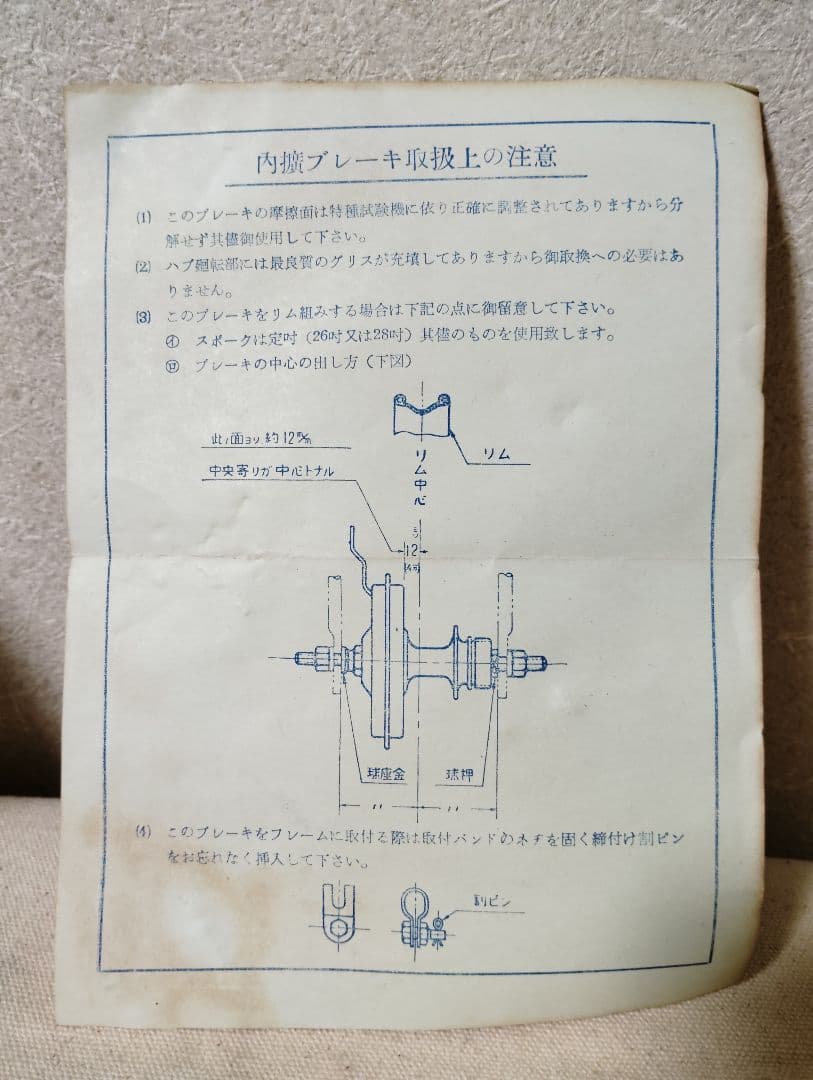 內擴ブレーキ取扱上の注意
(1) このブレーキの摩擦面は特種試験機に依り正確に調整されてありますから分
解せず其儘御使用して下さい。
(2) ハブ廻転部には最良質のグリスが充填してありますから御取換への必要はあ
りません。
(3) このブレーキをリム組みする場合は下記の点に御留意して下さい。
㋑ スポークは定吋（26吋又は28吋）其儘のものを使用致します。
㋺ ブレーキの中心の出し方（下図）
此ノ面ヨリ約12m/m
中央寄リガ中心トナル
リム
リム中心
ミリ
12
球座金
球押
〃
〃
(4) このブレーキをフレームに取付る際は取付バンドのネヂを固く締付け割ピン
をお忘れなく挿入して下さい。
割ピン